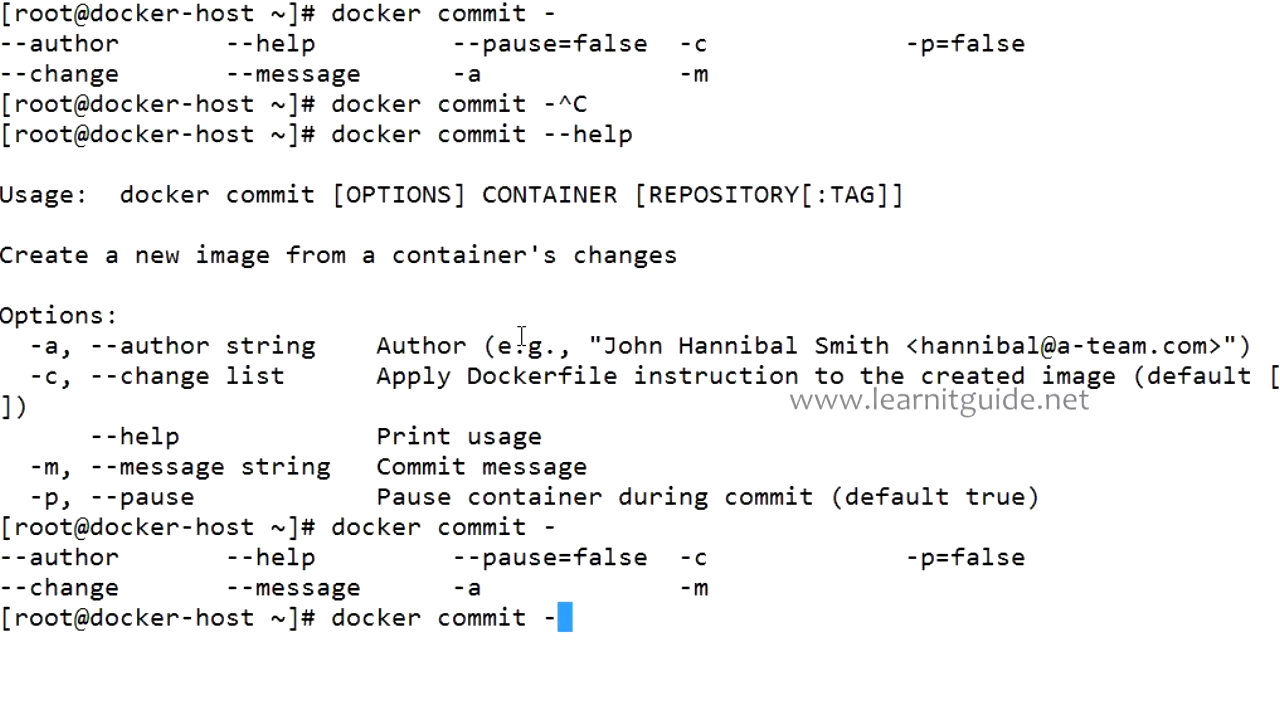 [root@docker-host ~]# docker commit -
--author --help --pause=false -c -p=false
--change --message -a -m
[root@docker-host ~]# docker commit -^C
[root@docker-host ~]# docker commit --help
Usage: docker commit [OPTIONS] CONTAINER [REPOSITORY[:TAG]]
Create a new image from a container's changes
Options:
-a, --author string Author (e.g., "John Hannibal Smith <hannibal@a-team.com>")
-c, --change list Apply Dockerfile instruction to the created image (default [
])
www.learnitguide.net
--help Print usage
-m, --message string Commit message
-p, --pause Pause container during commit (default true)
[root@docker-host ~]# docker commit -
--author --help --pause=false -c -p=false
--change --message -a -m
[root@docker-host ~]# docker commit -